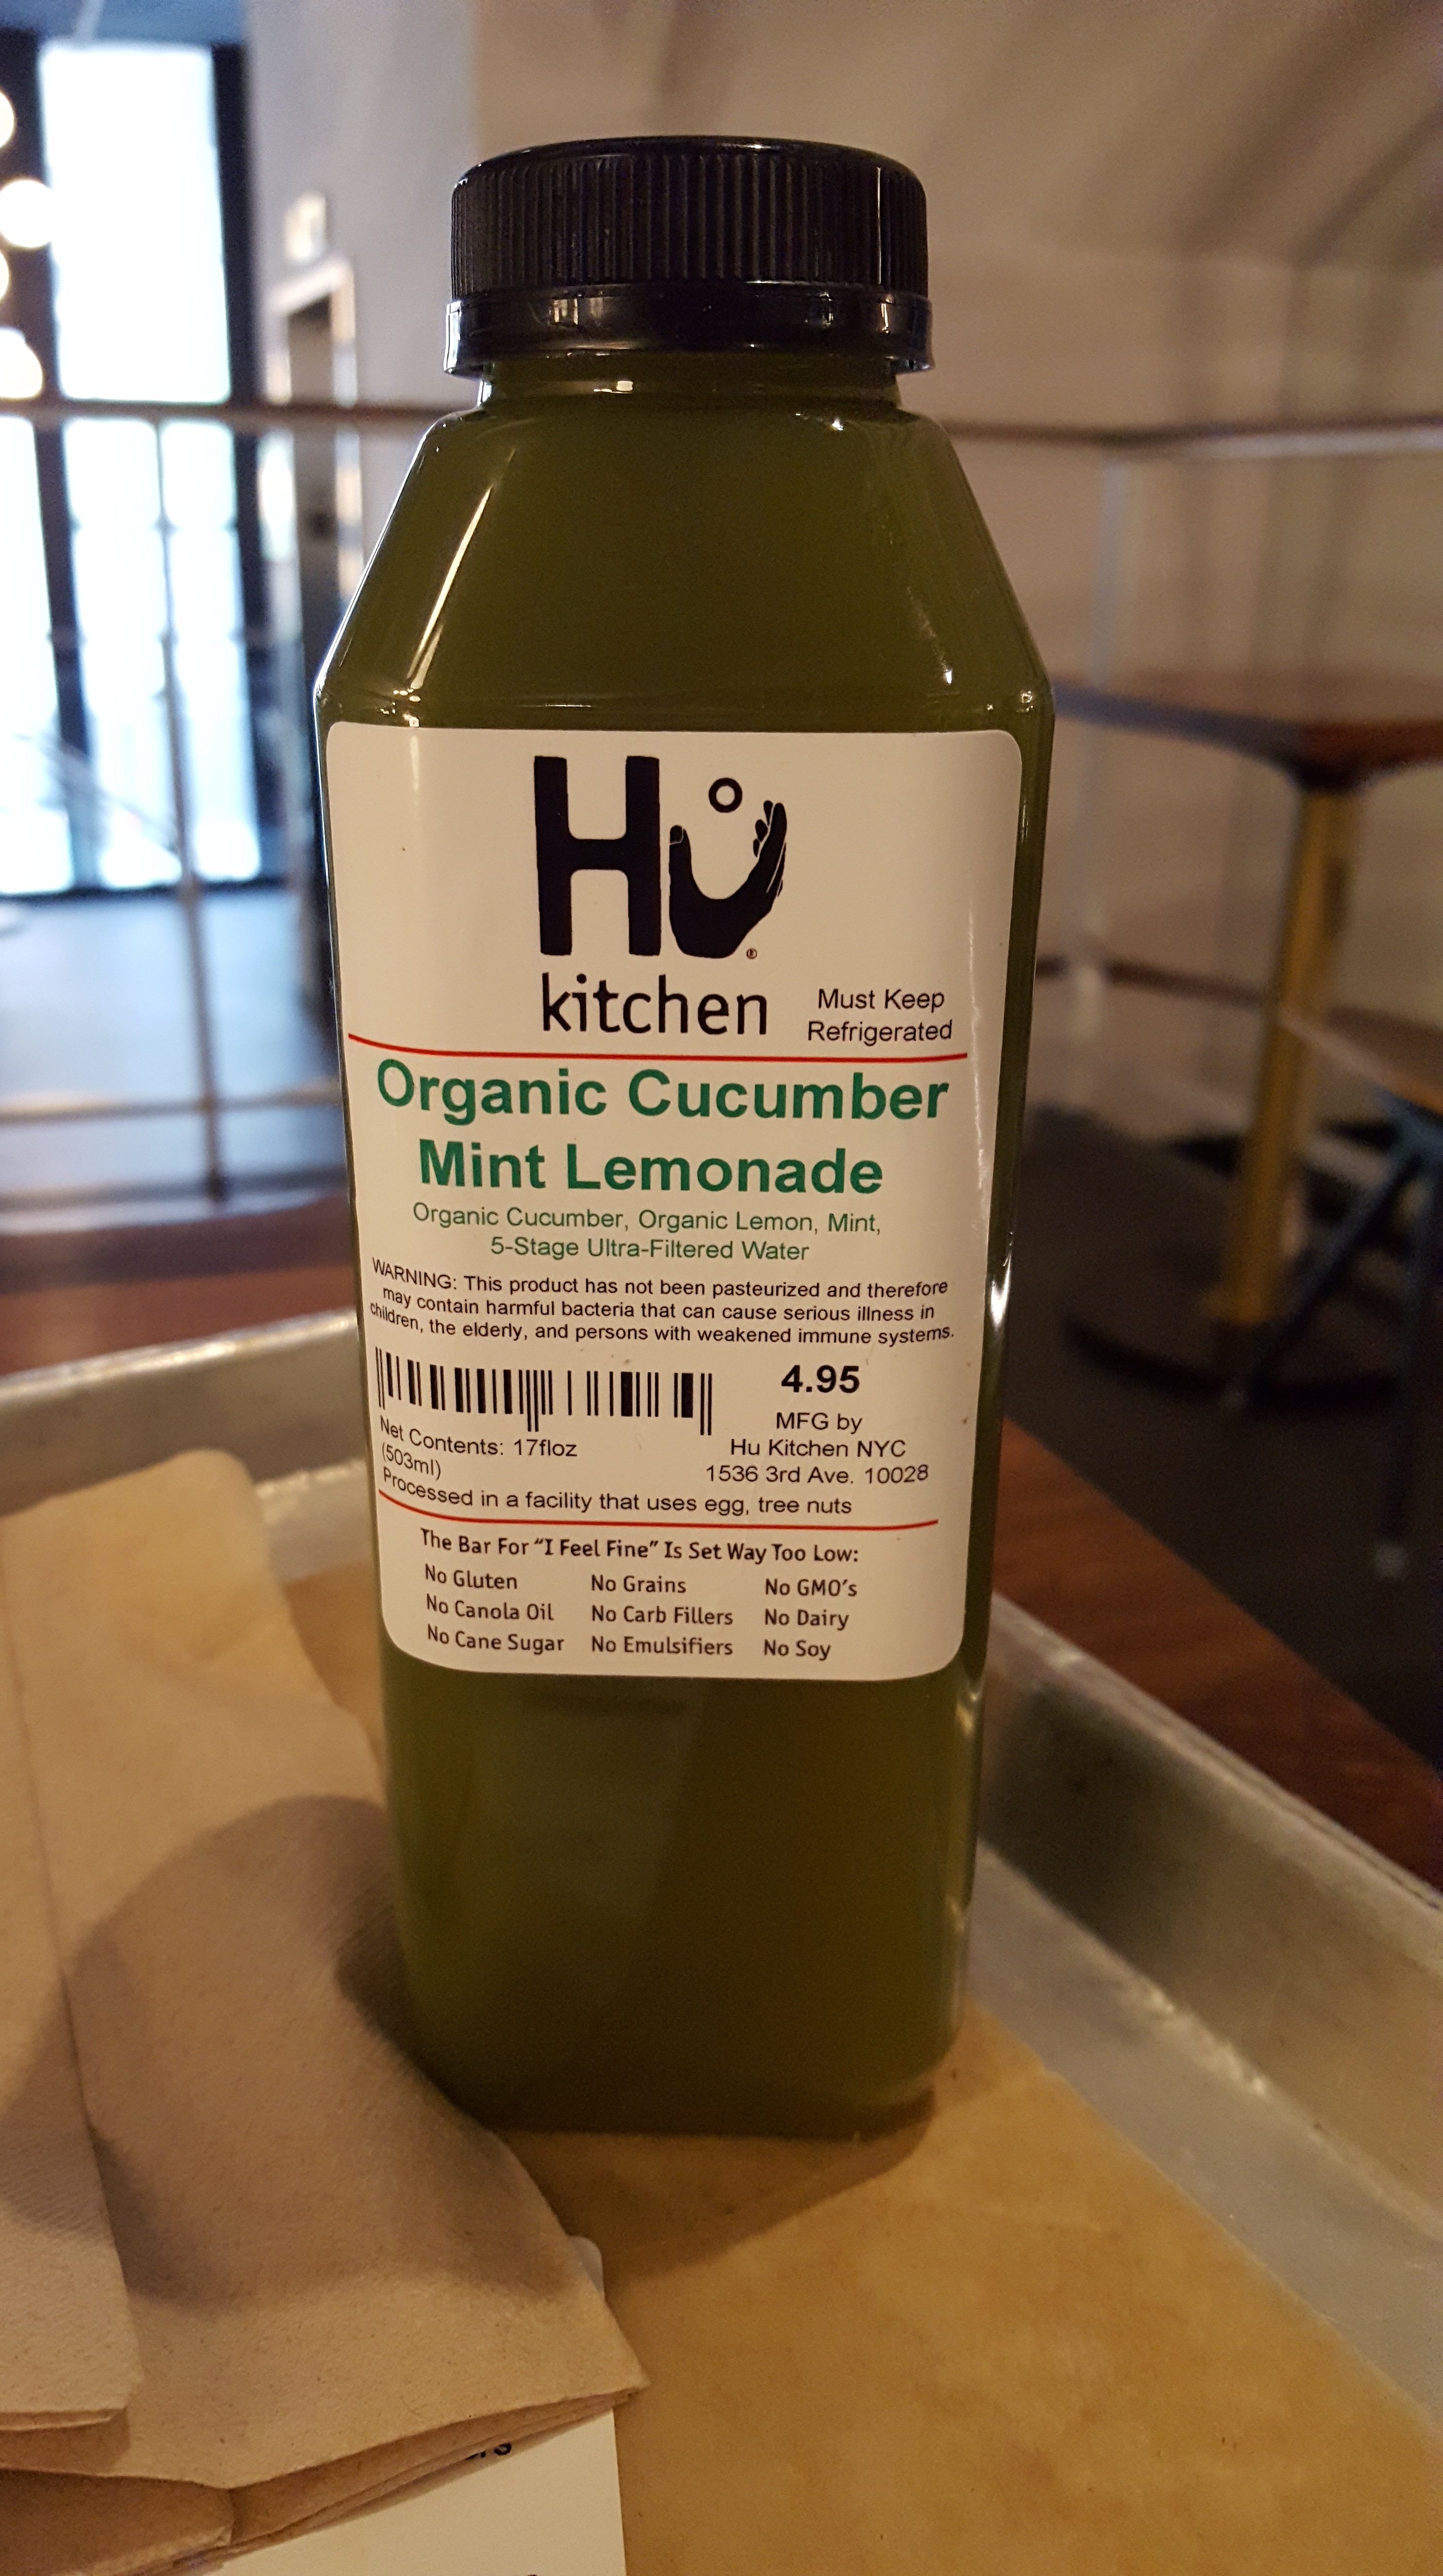 Hu
®
kitchen
Must Keep
Refrigerated
Organic Cucumber
Mint Lemonade
Organic Cucumber, Organic Lemon, Mint,
5-Stage Ultra-Filtered Water
WARNING: This product has not been pasteurized and therefore
may contain harmful bacteria that can cause serious illness in
children, the elderly, and persons with weakened immune systems.
4.95
MFG by
Hu Kitchen NYC
1536 3rd Ave. 10028
Net Contents: 17floz
(503ml)
Processed in a facility that uses egg, tree nuts
The Bar For “I Feel Fine” Is Set Way Too Low:
No Gluten No Grains No GMO's
No Canola Oil No Carb Fillers No Dairy
No Cane Sugar No Emulsifiers No Soy